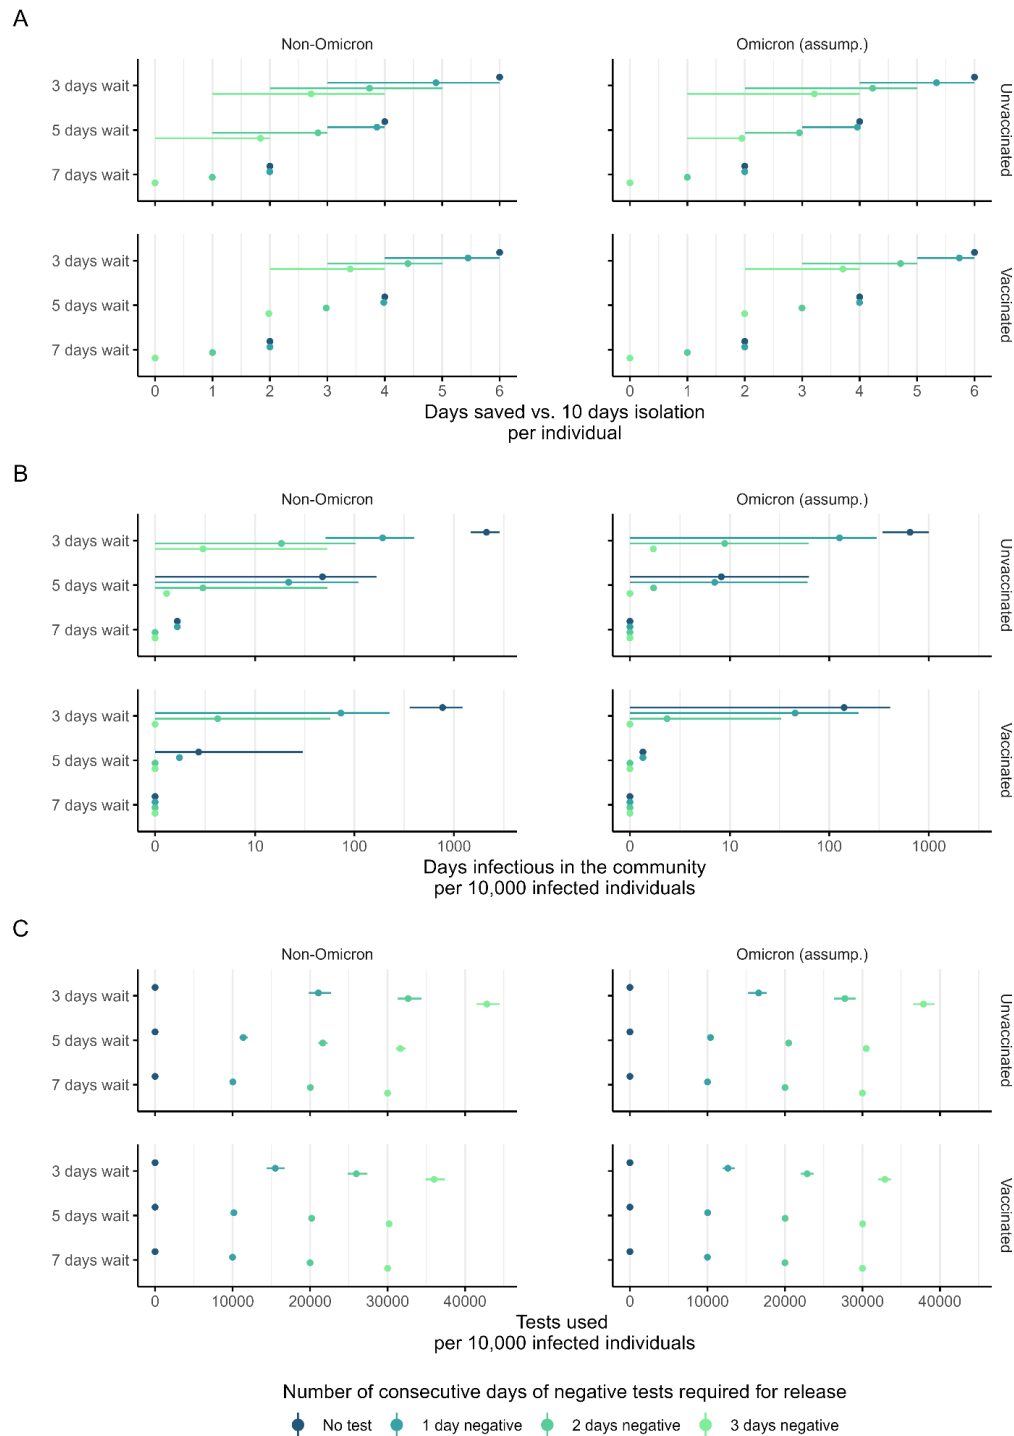 A
Non-Omicron
Omicron (assump.)
3 days wait
5 days wait
7 days wait
Unvaccinated
3 days wait
5 days wait
7 days wait
Vaccinated
0 1 2 3 4 5 6
0 1 2 3 4 5 6
Days saved vs. 10 days isolation
per individual
B
Non-Omicron
Omicron (assump.)
3 days wait
5 days wait
7 days wait
Unvaccinated
3 days wait
5 days wait
7 days wait
Vaccinated
0 10 100 1000
0 10 100 1000
Days infectious in the community
per 10,000 infected individuals
C
Non-Omicron
Omicron (assump.)
3 days wait
5 days wait
7 days wait
Unvaccinated
3 days wait
5 days wait
7 days wait
Vaccinated
0 10000 20000 30000 40000
0 10000 20000 30000 40000
Tests used
per 10,000 infected individuals
Number of consecutive days of negative tests required for release
No test 1 day negative 2 days negative 3 days negative